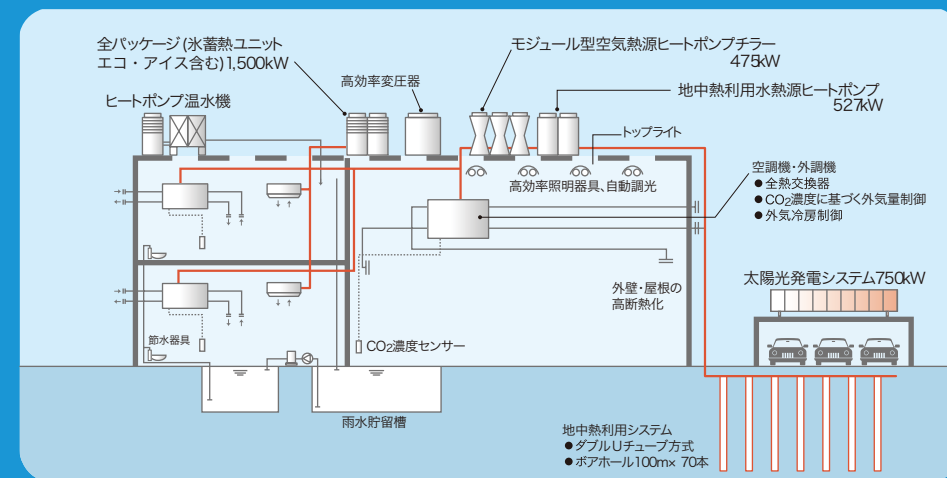 全パッケージ(氷蓄熱ユニット
エコ・アイス含む)1,500kW
ヒートポンプ温水機
高効率変圧器
モジュール型空気熱源ヒートポンプチラー
475kW
地中熱利用水熱源ヒートポンプ
527kW
トップライト
高効率照明器具、自動調光
空調機・外調機
●全熱交換器
●CO2濃度に基づく外気量制御
●外気冷房制御
外壁・屋根の
高断熱化
太陽光発電システム750kW
節水器具
CO2濃度センサー
雨水貯留槽
地中熱利用システム
●ダブルUチューブ方式
●ボアホール100m×70本